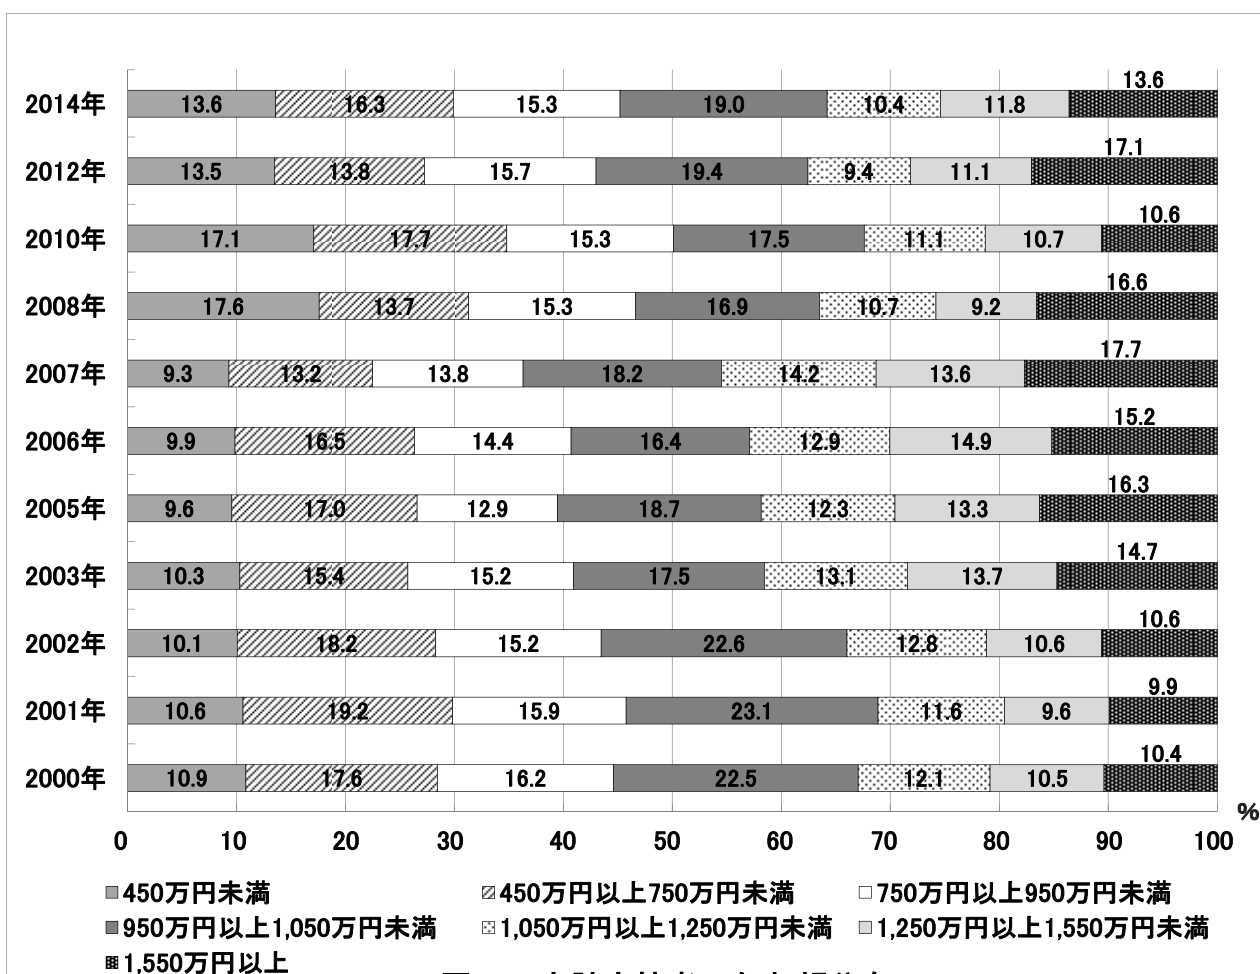 2014年 13.6 16.3 15.3 19.0 10.4 11.8 13.6
2012年 13.5 13.8 15.7 19.4 9.4 11.1 17.1
2010年 17.1 17.7 15.3 17.5 11.1 10.7 10.6
2008年 17.6 13.7 15.3 16.9 10.7 9.2 16.6
2007年 9.3 13.2 13.8 18.2 14.2 13.6 17.7
2006年 9.9 16.5 14.4 16.4 12.9 14.9 15.2
2005年 9.6 17.0 12.9 18.7 12.3 13.3 16.3
2003年 10.3 15.4 15.2 17.5 13.1 13.7 14.7
2002年 10.1 18.2 15.2 22.6 12.8 10.6 10.6
2001年 10.6 19.2 15.9 23.1 11.6 9.6 9.9
2000年 10.9 17.6 16.2 22.5 12.1 10.5 10.4
%
0 10 20 30 40 50 60 70 80 90 100
450万円未満 450万円以上750万円未満 750万円以上950万円未満
950万円以上1,050万円未満 1,050万円以上1,250万円未満 1,250万円以上1,550万円未満
1,550万円以上